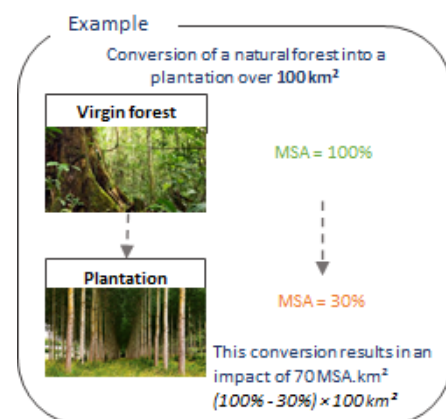 Example
Conversion of a natural forest into a
plantation over 100 km²
Virgin forest
MSA = 100%
Plantation
MSA = 30%
This conversion results in an
impact of 70 MSA.km²
(100% - 30%) × 100 km²